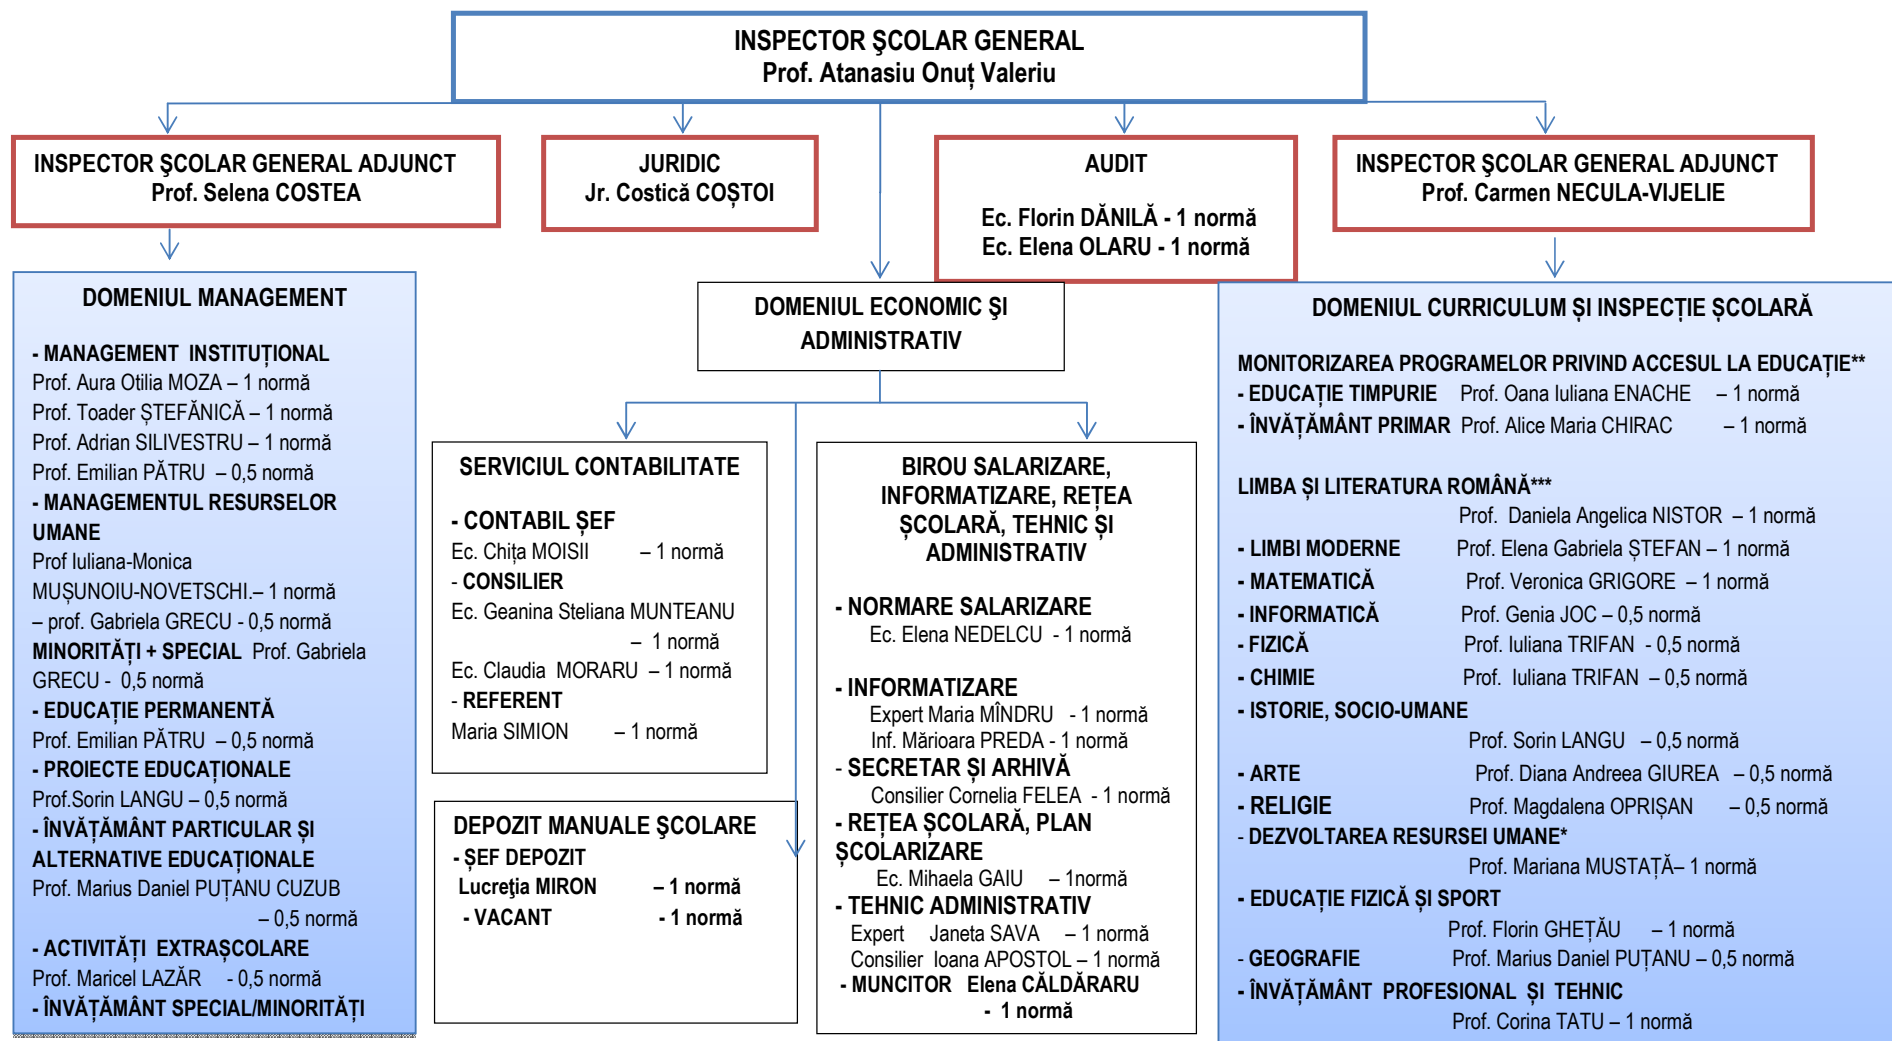 INSPECTOR ŞCOLAR GENERAL
Prof. Atanasiu Onuț Valeriu
INSPECTOR ŞCOLAR GENERAL ADJUNCT
Prof. Selena COSTEA
JURIDIC
Jr. Costică COȘTOI
AUDIT
Ec. Florin DĂNILĂ - 1 normă
Ec. Elena OLARU - 1 normă
INSPECTOR ŞCOLAR GENERAL ADJUNCT
Prof. Carmen NECULA-VIJELIE
DOMENIUL MANAGEMENT
- MANAGEMENT INSTITUȚIONAL
Prof. Aura Otilia MOZA – 1 normă
Prof. Toader ȘTEFĂNICĂ – 1 normă
Prof. Adrian SILIVESTRU – 1 normă
Prof. Emilian PĂTRU – 0,5 normă
- MANAGEMENTUL RESURSELOR
UMANE
Prof Iuliana-Monica
MUȘUNOIU-NOVETSCHI.– 1 normă
– prof. Gabriela GRECU - 0,5 normă
MINORITĂȚI + SPECIAL Prof. Gabriela
GRECU - 0,5 normă
- EDUCAȚIE PERMANENTĂ
Prof. Emilian PĂTRU – 0,5 normă
- PROIECTE EDUCAȚIONALE
Prof.Sorin LANGU – 0,5 normă
- ÎNVĂȚĂMÂNT PARTICULAR ȘI
ALTERNATIVE EDUCAȚIONALE
Prof. Marius Daniel PUȚANU CUZUB
– 0,5 normă
- ACTIVITĂȚI EXTRAȘCOLARE
Prof. Maricel LAZĂR - 0,5 normă
- ÎNVĂȚĂMÂNT SPECIAL/MINORITĂȚI
DOMENIUL ECONOMIC ŞI
ADMINISTRATIV
SERVICIUL CONTABILITATE
- CONTABIL ȘEF
Ec. Chița MOISII – 1 normă
- CONSILIER
Ec. Geanina Steliana MUNTEANU
– 1 normă
Ec. Claudia MORARU – 1 normă
- REFERENT
Maria SIMION – 1 normă
DEPOZIT MANUALE ŞCOLARE
- ȘEF DEPOZIT
Lucreţia MIRON – 1 normă
- VACANT - 1 normă
BIROU SALARIZARE,
INFORMATIZARE, REȚEA
ȘCOLARĂ, TEHNIC ȘI
ADMINISTRATIV
- NORMARE SALARIZARE
Ec. Elena NEDELCU - 1 normă
- INFORMATIZARE
Expert Maria MÎNDRU - 1 normă
Inf. Mărioara PREDA - 1 normă
- SECRETAR ȘI ARHIVĂ
Consilier Cornelia FELEA - 1 normă
- REȚEA ȘCOLARĂ, PLAN
ȘCOLARIZARE
Ec. Mihaela GAIU – 1normă
- TEHNIC ADMINISTRATIV
Expert Janeta SAVA – 1 normă
Consilier Ioana APOSTOL – 1 normă
- MUNCITOR Elena CĂLDĂRARU
- 1 normă
DOMENIUL CURRICULUM ȘI INSPECȚIE ȘCOLARĂ
MONITORIZAREA PROGRAMELOR PRIVIND ACCESUL LA EDUCAȚIE**
- EDUCAȚIE TIMPURIE Prof. Oana Iuliana ENACHE – 1 normă
- ÎNVĂȚĂMÂNT PRIMAR Prof. Alice Maria CHIRAC – 1 normă
LIMBA ȘI LITERATURA ROMÂNĂ***
Prof. Daniela Angelica NISTOR – 1 normă
- LIMBI MODERNE Prof. Elena Gabriela ȘTEFAN – 1 normă
- MATEMATICĂ Prof. Veronica GRIGORE – 1 normă
- INFORMATICĂ Prof. Genia JOC – 0,5 normă
- FIZICĂ Prof. Iuliana TRIFAN - 0,5 normă
- CHIMIE Prof. Iuliana TRIFAN – 0,5 normă
- ISTORIE, SOCIO-UMANE
Prof. Sorin LANGU – 0,5 normă
- ARTE Prof. Diana Andreea GIUREA – 0,5 normă
- RELIGIE Prof. Magdalena OPRIȘAN – 0,5 normă
- DEZVOLTAREA RESURSEI UMANE*
Prof. Mariana MUSTAȚĂ– 1 normă
- EDUCAȚIE FIZICĂ ȘI SPORT
Prof. Florin GHEȚĂU – 1 normă
- GEOGRAFIE Prof. Marius Daniel PUȚANU – 0,5 normă
- ÎNVĂȚĂMÂNT PROFESIONAL ȘI TEHNIC
Prof. Corina TATU – 1 normă